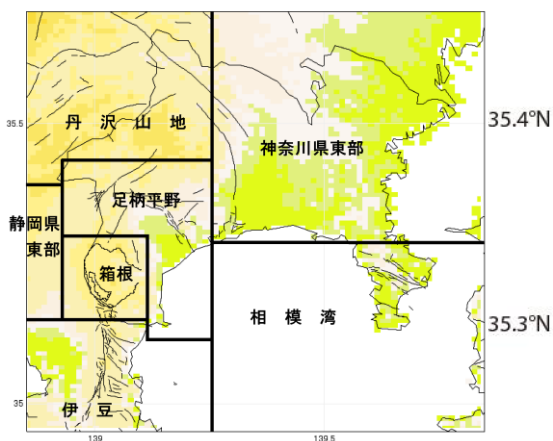 35.5
35.4°N
丹 沢 山 地
神奈川県東部
足柄平野
静岡県
東部
箱根
相 模 湾
35.3°N
35
伊 豆
139
139.5